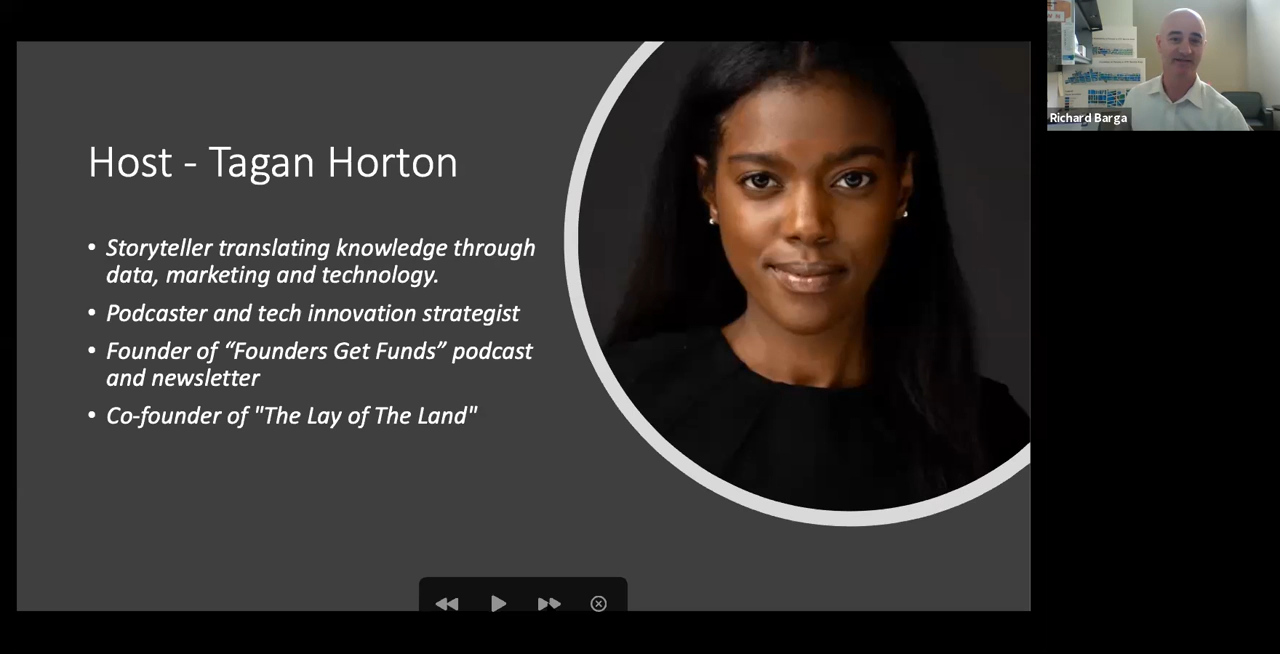 Host - Tagan Horton
• Storyteller translating knowledge through
data, marketing and technology.
• Podcaster and tech innovation strategist
• Founder of “Founders Get Funds” podcast
and newsletter
• Co-founder of "The Lay of The Land"
Richard Barga